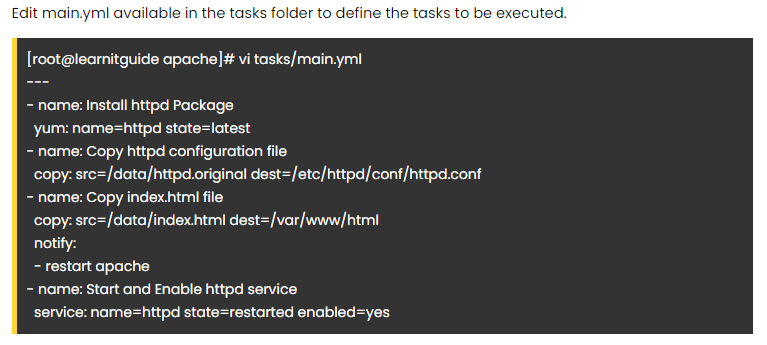 Edit main.yml available in the tasks folder to define the tasks to be executed.
[root@learnitguide apache]# vi tasks/main.yml
---
- name: Install httpd Package
  yum: name=httpd state=latest
- name: Copy httpd configuration file
  copy: src=/data/httpd.original dest=/etc/httpd/conf/httpd.conf
- name: Copy index.html file
  copy: src=/data/index.html dest=/var/www/html
  notify:
  - restart apache
- name: Start and Enable httpd service
  service: name=httpd state=restarted enabled=yes